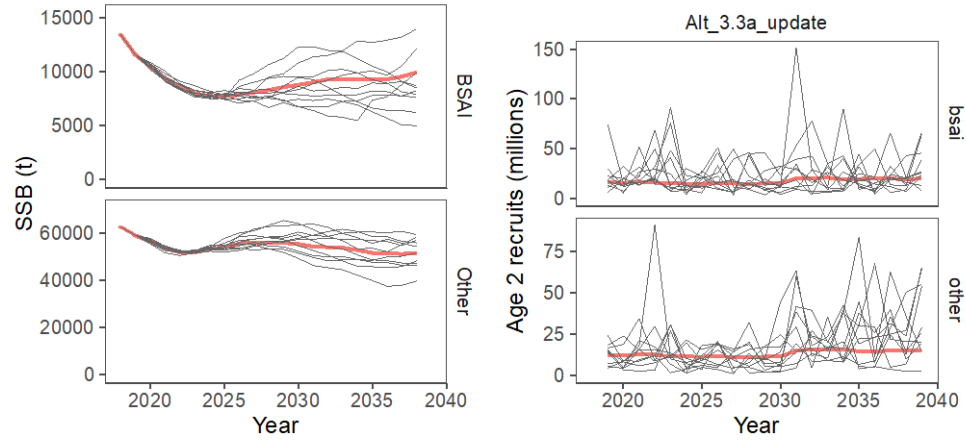 15000
10000
5000
0
BSAI
60000
40000
20000
0
Other
SSB (t)
2020 2025 2030 2035 2040
Year
Alt_3.3a_update
150
100
50
0
bsai
75
50
25
0
other
Age 2 recruits (millions)
2020 2025 2030 2035 2040
Year